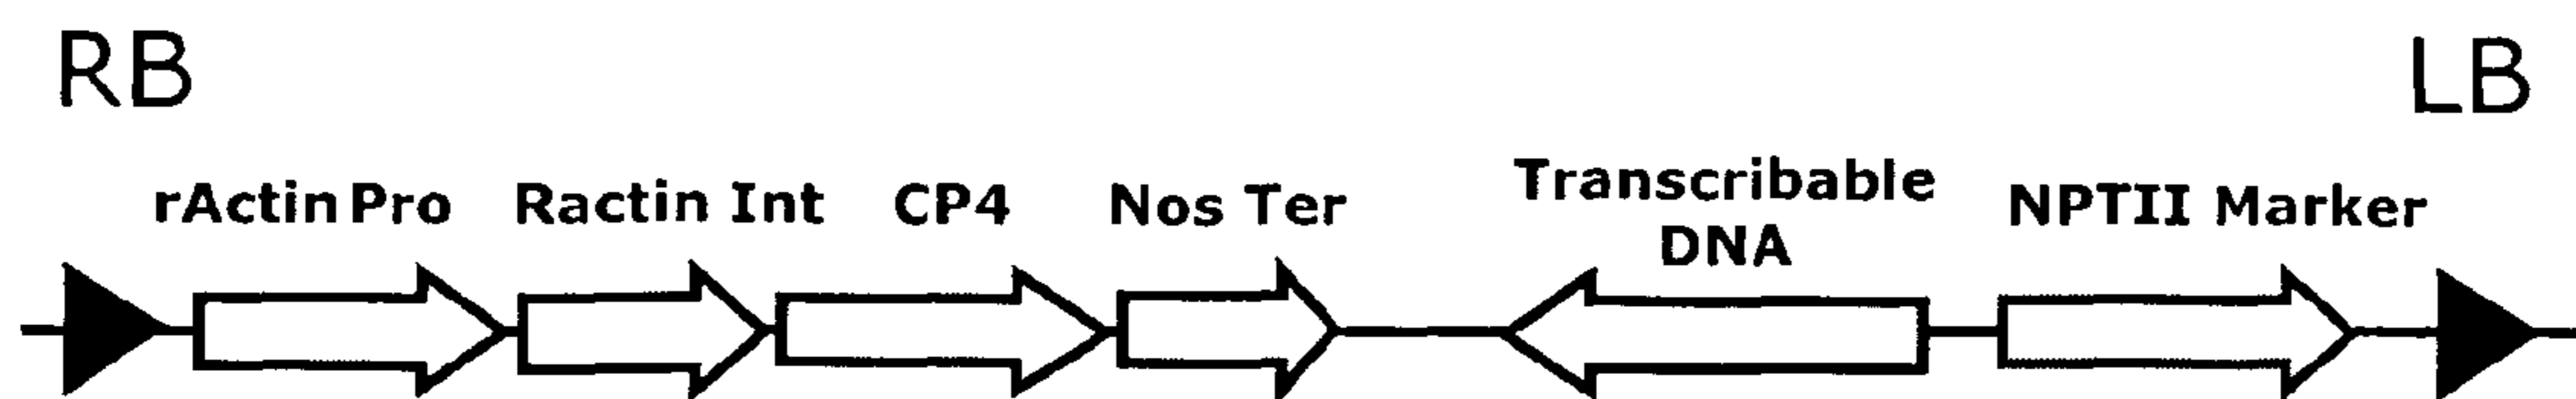 RB
LB
rActin Pro
Ractin Int
CP4
Nos Ter
Transcribable
DNA
NPTII Marker